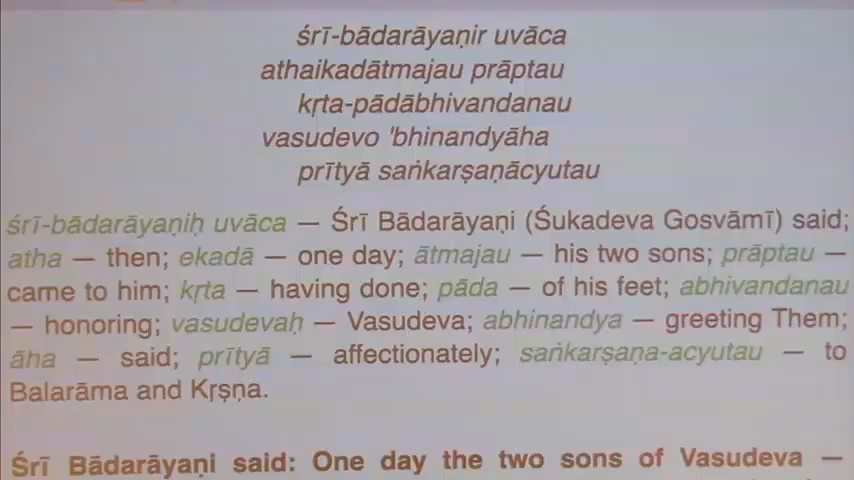 śrī-bādarāyaṇir uvāca
athaikadātmajau prāptau
kṛta-pādābhivandanau
vasudevo 'bhinandyāha
prītyā saṅkarṣaṇācyutau
śrī-bādarāyaṇiḥ uvāca — Śrī Bādarāyaṇi (Śukadeva Gosvāmī) said;
atha — then; ekadā — one day; ātmajau — his two sons; prāptau —
came to him; kṛta — having done; pāda — of his feet; abhivandanau
— honoring; vasudevaḥ — Vasudeva; abhinandya — greeting Them;
āha — said; prītyā — affectionately; saṅkarṣaṇa-acyutau — to
Balarāma and Kṛṣṇa.
Śrī Bādarāyaṇi said: One day the two sons of Vasudeva —